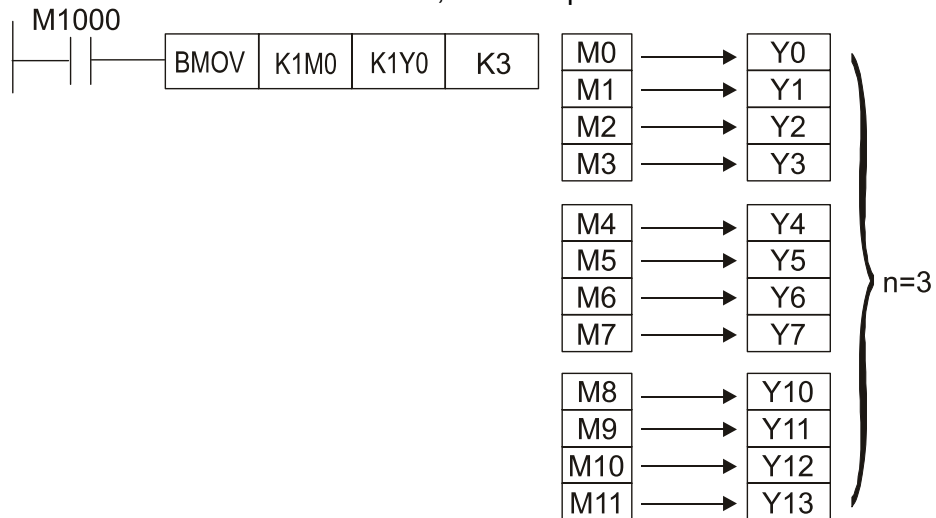 M1000
BMOV K1M0 K1Y0 K3
M0 Y0
M1 Y1
M2 Y2
M3 Y3
M4 Y4
M5 Y5
M6 Y6
M7 Y7
n=3
M8 Y10
M9 Y11
M10 Y12
M11 Y13